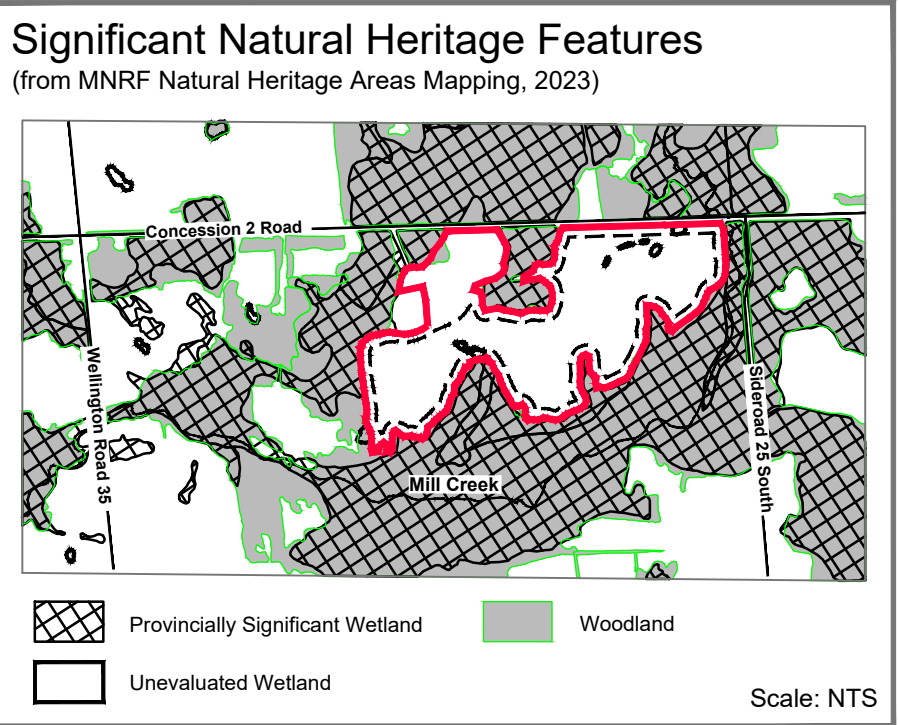 Significant Natural Heritage Features
(from MNRF Natural Heritage Areas Mapping, 2023)
Concession 2 Road
Wellington Road 35
Sideroad 25 South
Mill Creek
Provincially Significant Wetland
Woodland
Unevaluated Wetland
Scale: NTS